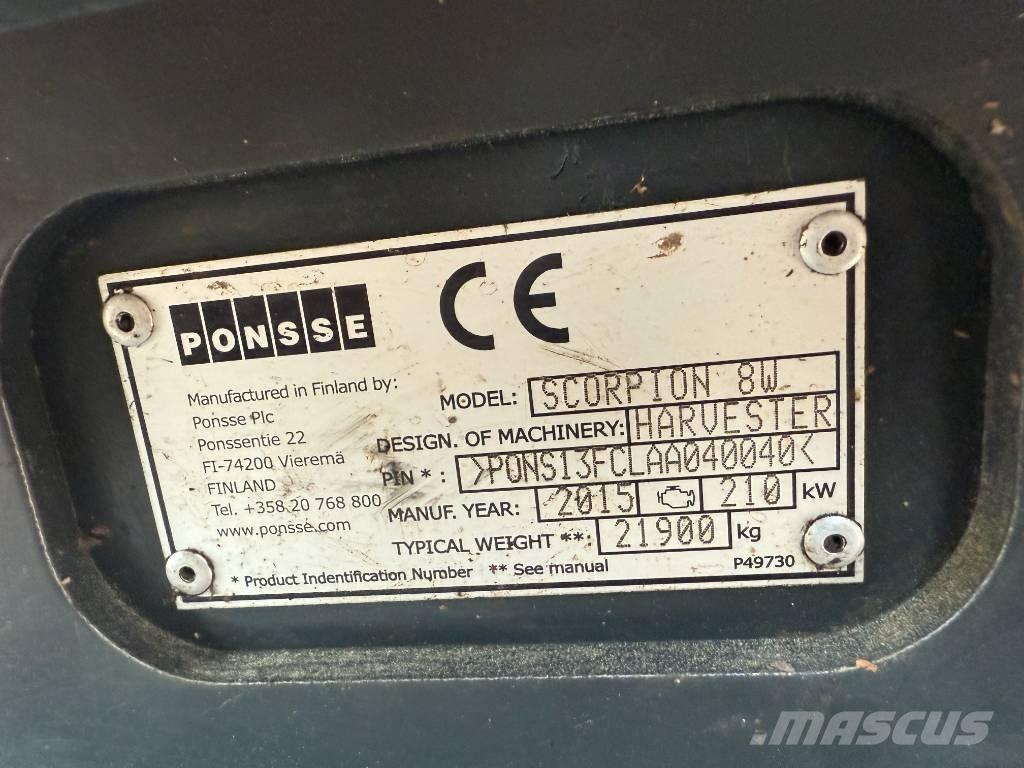 PONSSE CE
Manufactured in Finland by:
Ponsse Plc
Ponssentie 22
FI-74200 Vieremä
FINLAND
Tel. +358 20 768 800
www.ponsse.com
MODEL: SCORPION 8W
DESIGN. OF MACHINERY: HARVESTER
PIN * : >PONS13FCLAA040040<
MANUF. YEAR: 2015 210 kW
TYPICAL WEIGHT **: 21900 kg
* Product Indentification Number ** See manual P49730
MASCUS